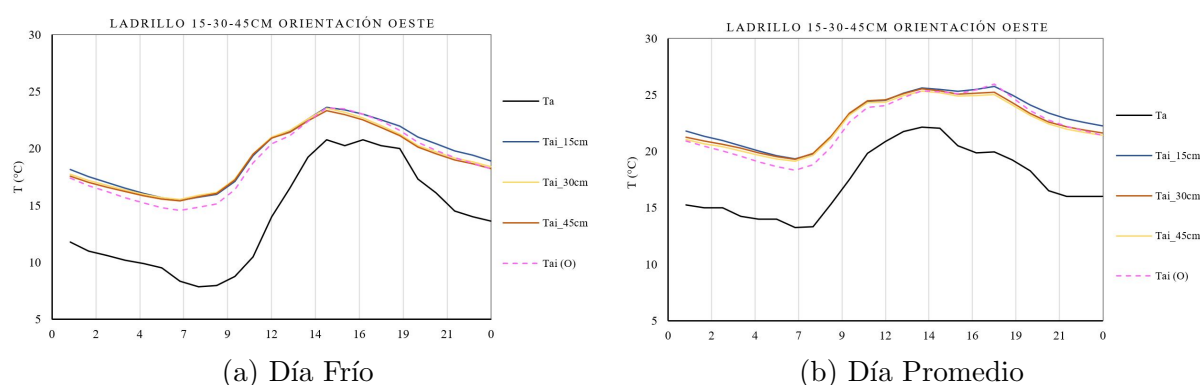 LADRILLO 15-30-45CM ORIENTACIÓN OESTE
30
25
20
15
10
5
T (°C)
0 2 4 7 9 12 14 16 19 21 0
Ta
Tai_15cm
Tai_30cm
Tai_45cm
Tai (O)
(a) Día Frío
LADRILLO 15-30-45CM ORIENTACIÓN OESTE
30
25
20
15
10
5
T (°C)
0 2 4 7 9 12 14 16 19 21 0
Ta
Tai_15cm
Tai_30cm
Tai_45cm
Tai (O)
(b) Día Promedio